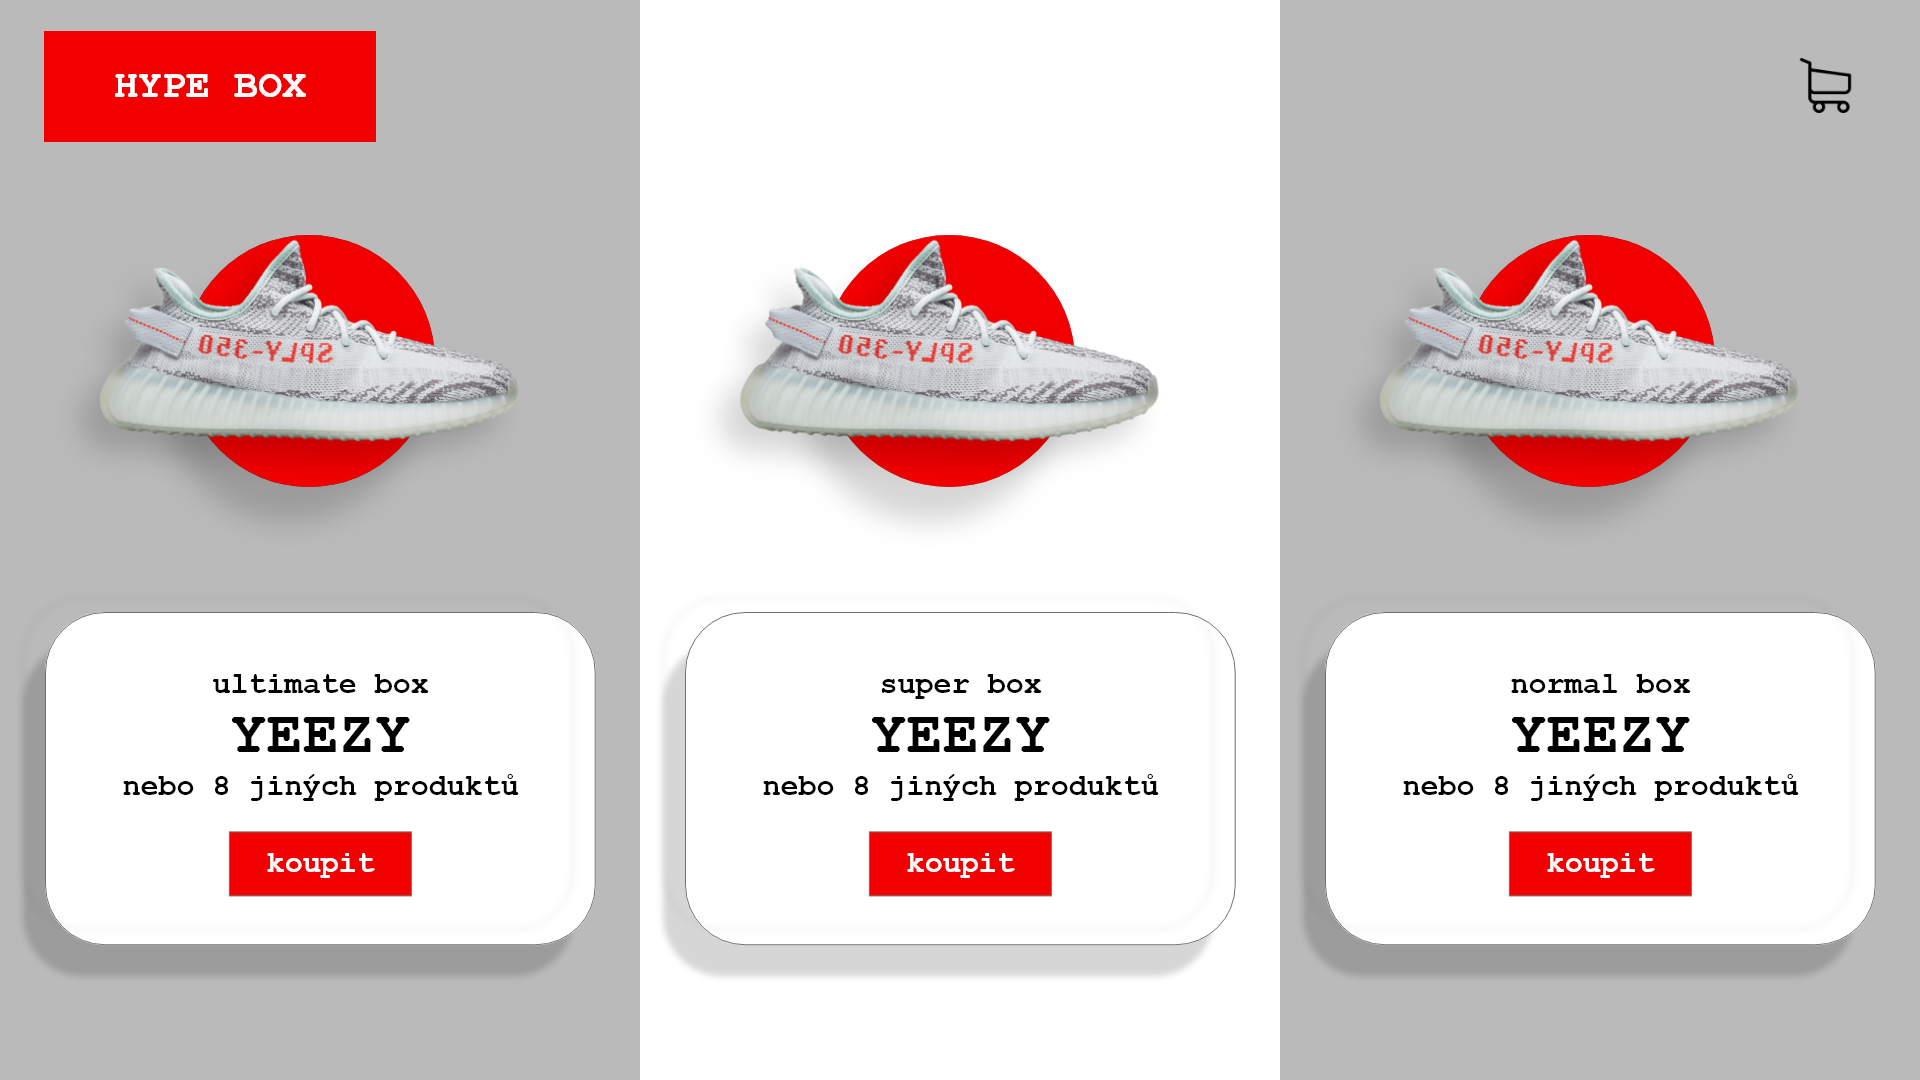 HYPE BOX
SPLY-350
SPLY-350
SPLY-350
ultimate box
YEEZY
nebo 8 jiných produktů
koupit
super box
YEEZY
nebo 8 jiných produktů
koupit
normal box
YEEZY
nebo 8 jiných produktů
koupit